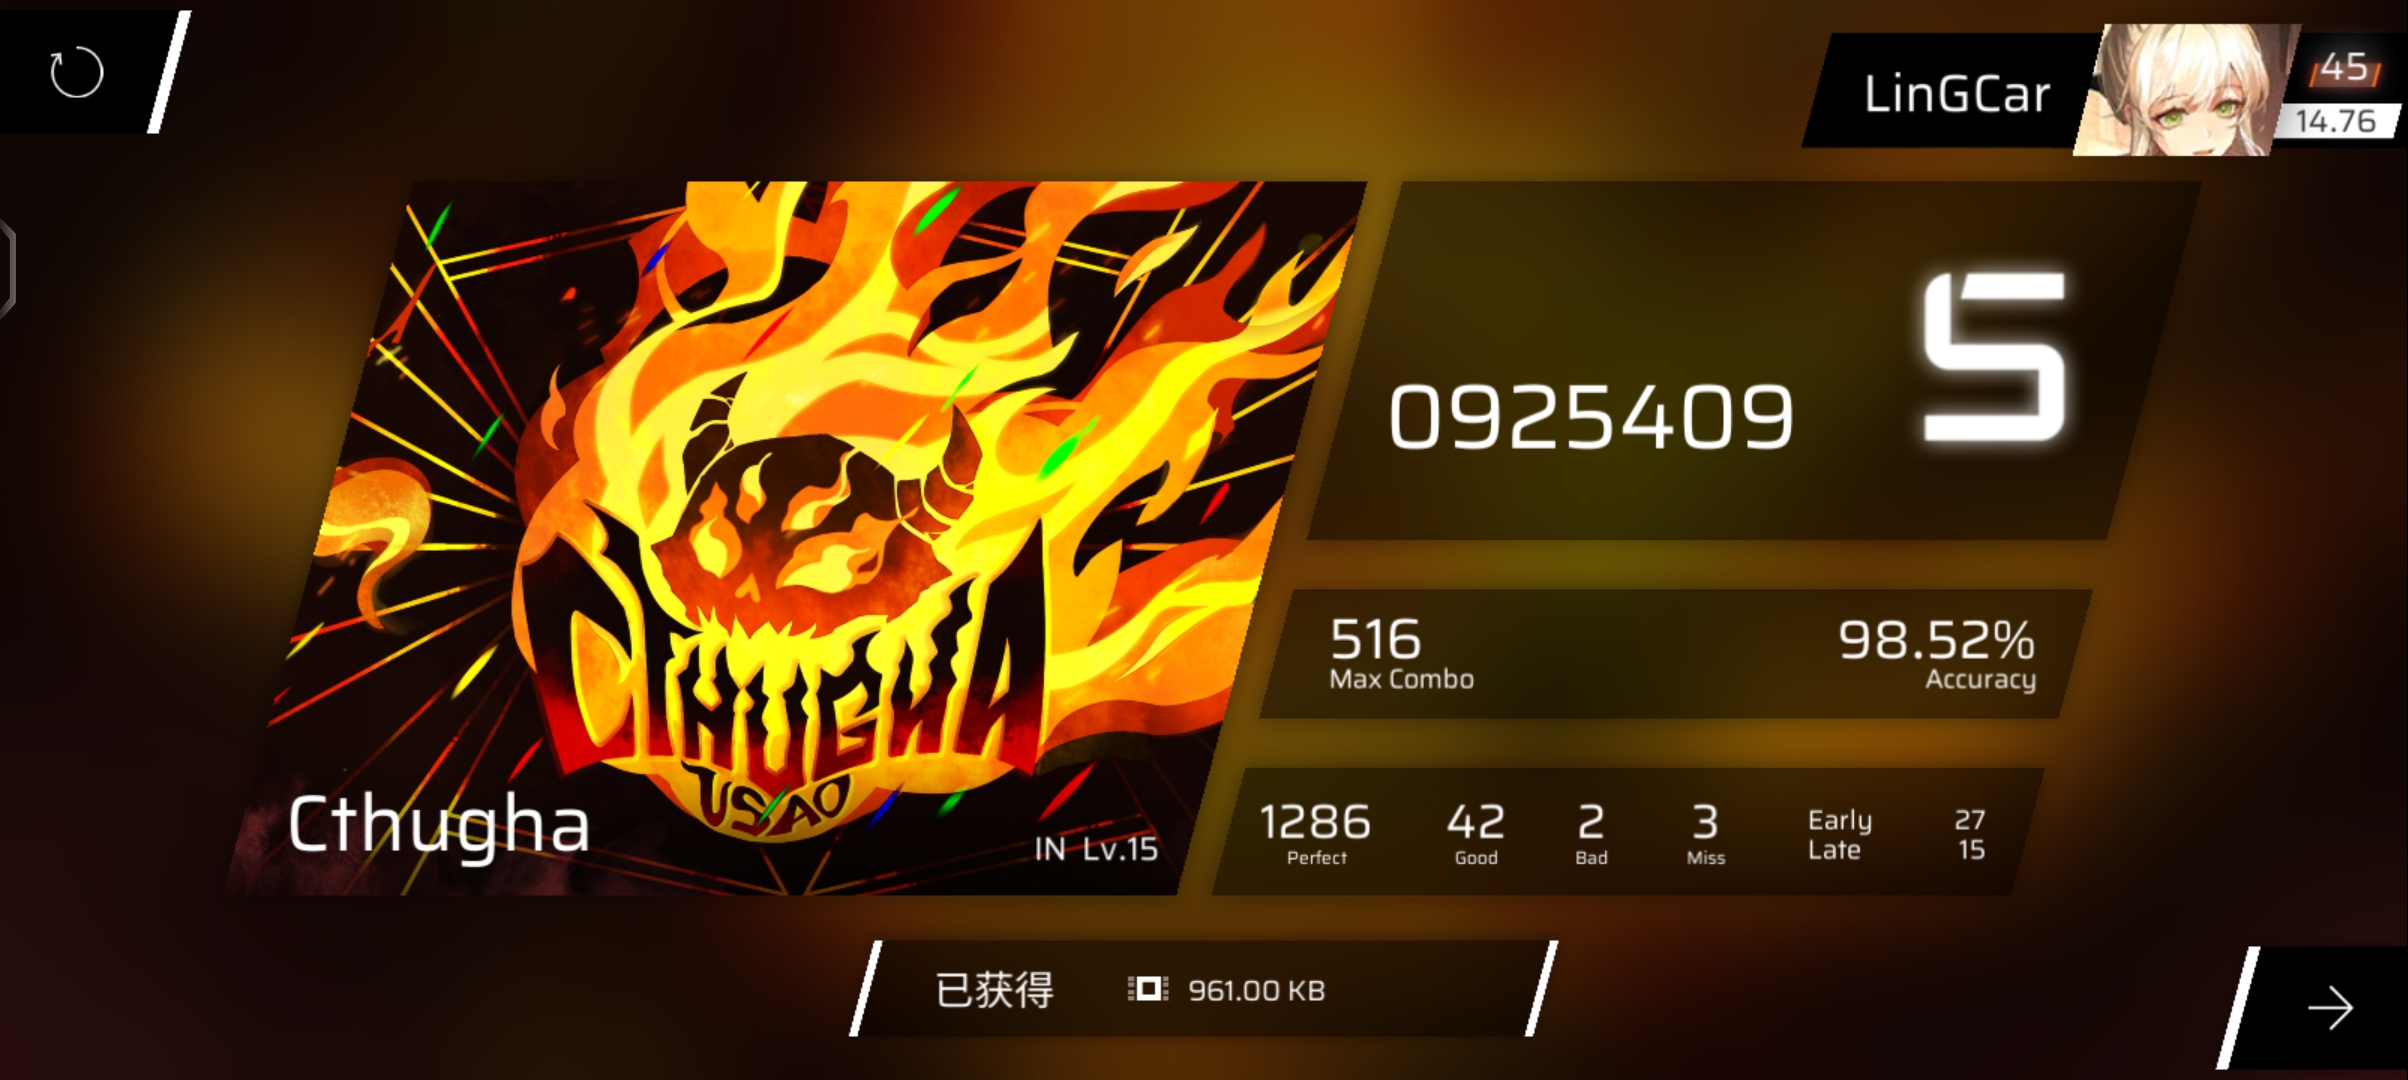 LinGCar
45
14.76
S
0925409
516
Max Combo
98.52%
Accuracy
CTHUGHA
USAO
Cthugha
IN Lv.15
1286
Perfect
42
Good
2
Bad
3
Miss
Early 27
Late 15
已获得 961.00 KB